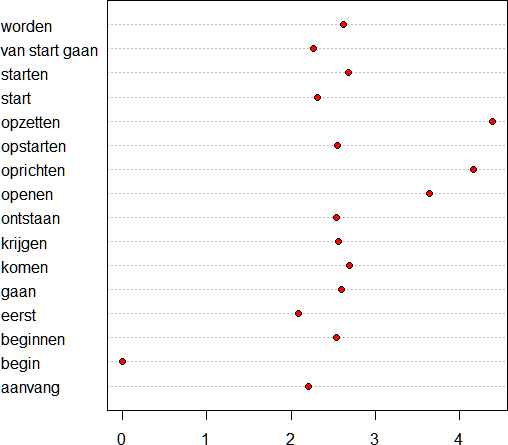 worden
van start gaan
starten
start
opzetten
opstarten
oprichten
openen
ontstaan
krijgen
komen
gaan
eerst
beginnen
begin
aanvang
0 1 2 3 4